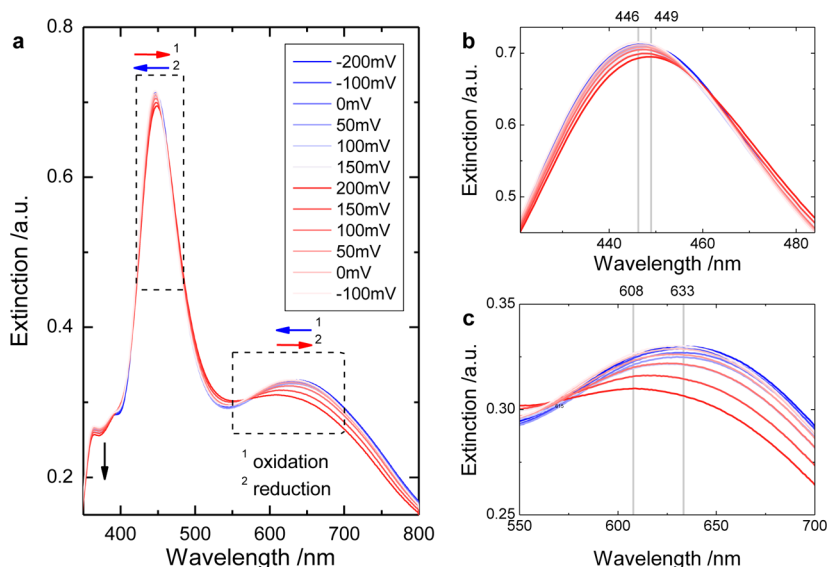 a
Extinction /a.u.
0.8
0.6
0.4
0.2
350 400 500 600 700 800
Wavelength /nm
1
2
-200mV
-100mV
0mV
50mV
100mV
150mV
200mV
150mV
100mV
50mV
0mV
-100mV
1
2
1 oxidation
2 reduction
b
446 449
Extinction /a.u.
0.7
0.6
0.5
440 460 480
Wavelength /nm
c
608 633
Extinction /a.u.
0.35
0.30
0.25
550 600 650 700
Wavelength /nm